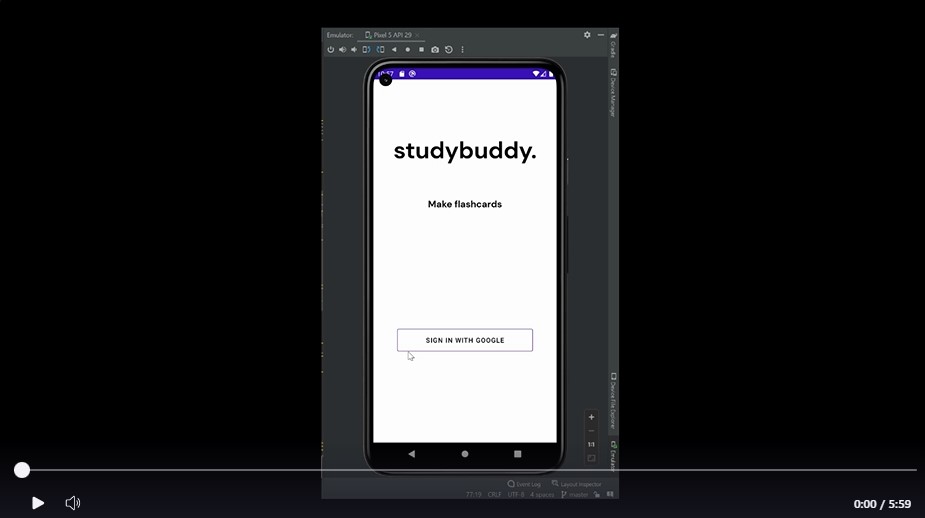 Emulator: Pixel 5 API 29
Gradle
Device Manager
studybuddy.
Make flashcards
SIGN IN WITH GOOGLE
Device File Explorer
1:1
Emulator
Event Log Layout Inspector
77:19 CRLF UTF-8 4 spaces master
0:00 / 5:59